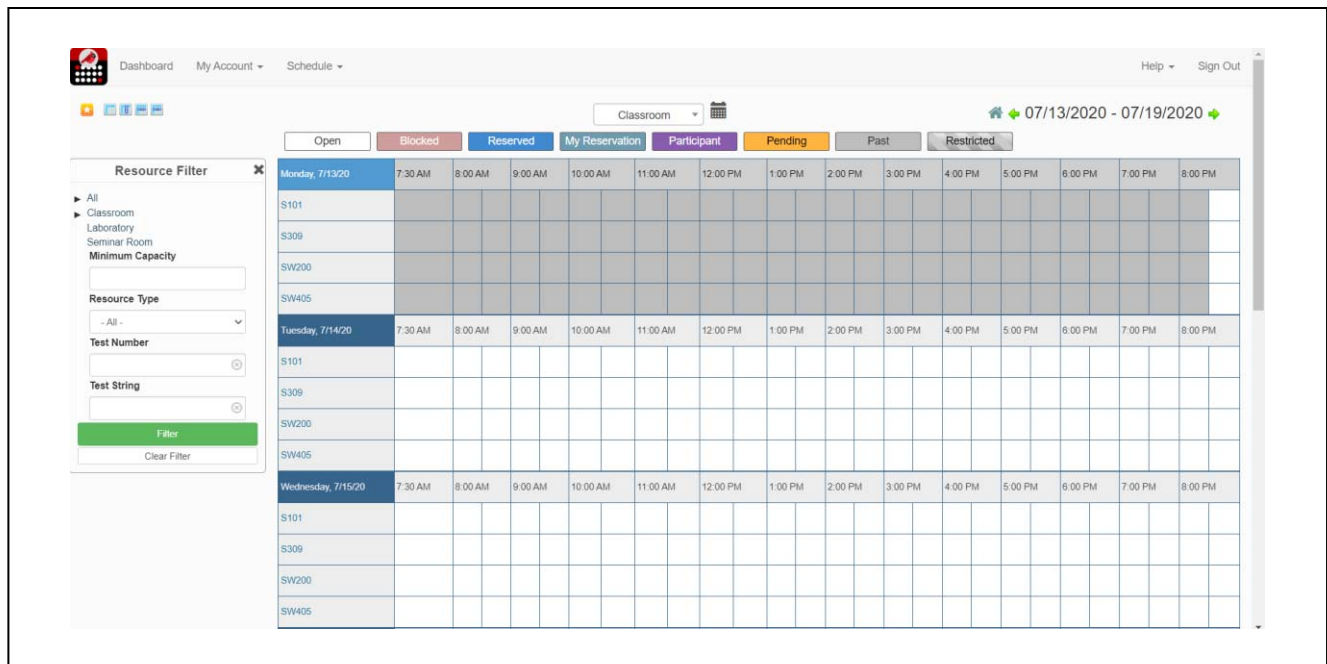 Dashboard My Account Schedule Help Sign Out
Classroom 07/13/2020 - 07/19/2020
Open Blocked Reserved My Reservation Participant Pending Past Restricted
Resource Filter
All
Classroom
Laboratory
Seminar Room
Minimum Capacity
Resource Type
- All -
Test Number
Test String
Filter
Clear Filter
Monday, 7/13/20 7:30 AM 8:00 AM 9:00 AM 10:00 AM 11:00 AM 12:00 PM 1:00 PM 2:00 PM 3:00 PM 4:00 PM 5:00 PM 6:00 PM 7:00 PM 8:00 PM
S101
S309
SW200
SW405
Tuesday, 7/14/20 7:30 AM 8:00 AM 9:00 AM 10:00 AM 11:00 AM 12:00 PM 1:00 PM 2:00 PM 3:00 PM 4:00 PM 5:00 PM 6:00 PM 7:00 PM 8:00 PM
S101
S309
SW200
SW405
Wednesday, 7/15/20 7:30 AM 8:00 AM 9:00 AM 10:00 AM 11:00 AM 12:00 PM 1:00 PM 2:00 PM 3:00 PM 4:00 PM 5:00 PM 6:00 PM 7:00 PM 8:00 PM
S101
S309
SW200
SW405